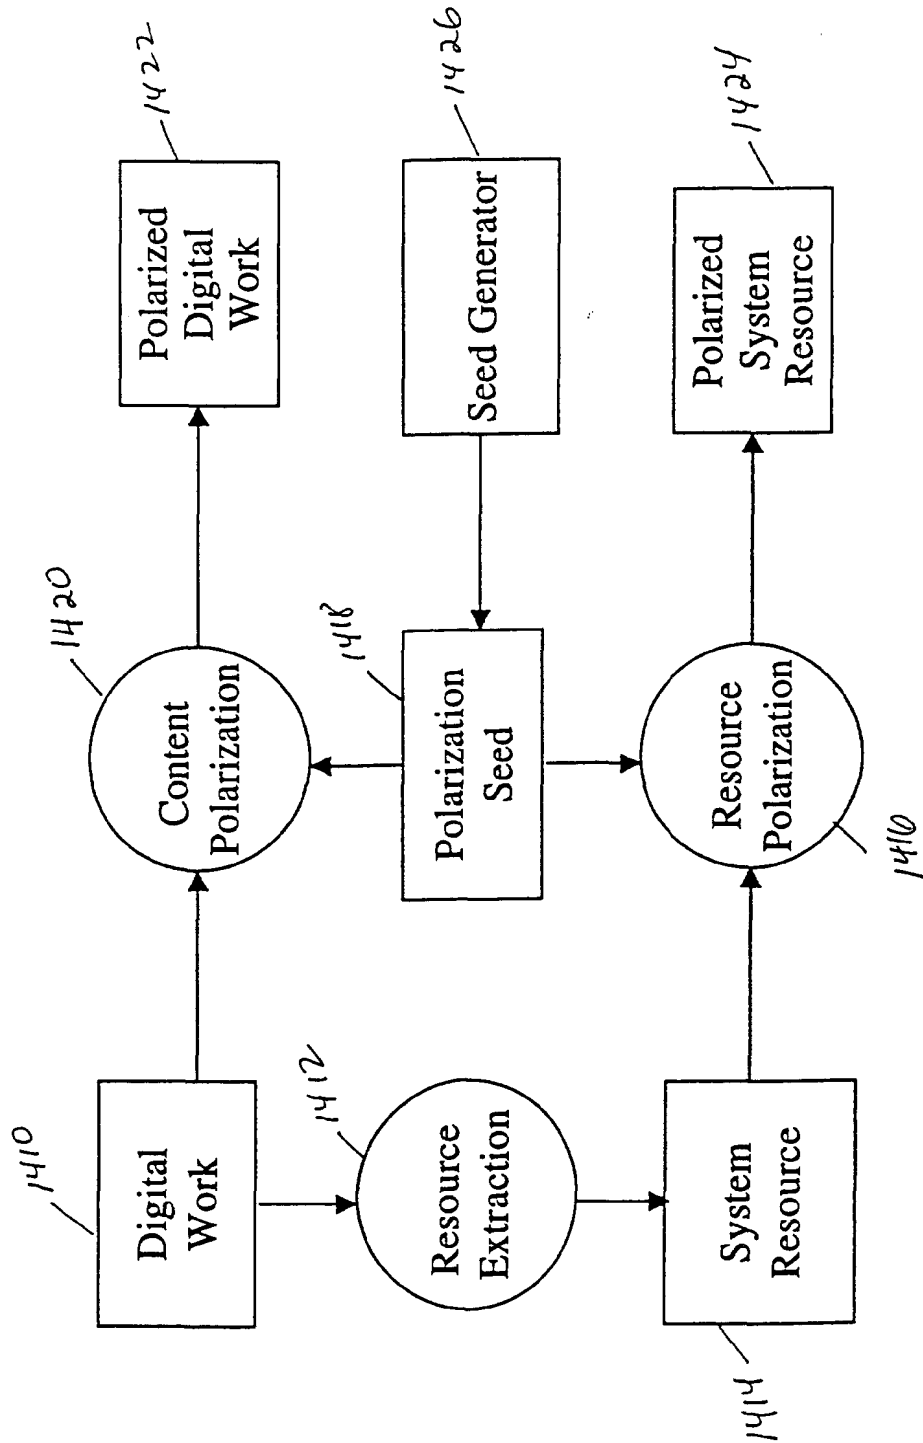 1410
Digital
Work
1420
Content
Polarization
1422
Polarized
Digital
Work
1412
Resource
Extraction
1418
Polarization
Seed
1426
Seed Generator
1414
System
Resource
1416
Resource
Polarization
1424
Polarized
System
Resource